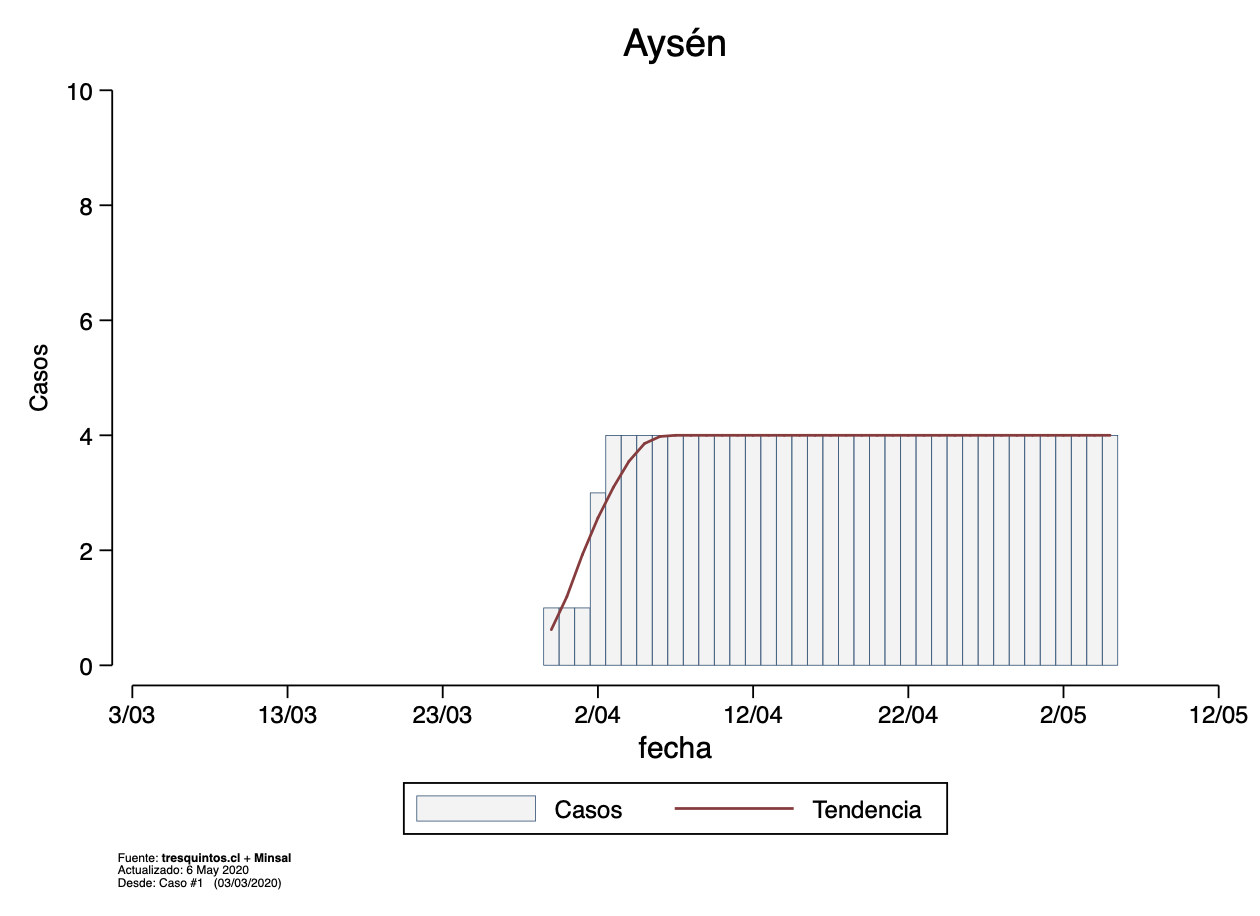 Aysén
10
8
6
4
2
0
Casos
3/03 13/03 23/03 2/04 12/04 22/04 2/05 12/05
fecha
Casos Tendencia
Fuente: tresquintos.cl + Minsal
Actualizado: 6 May 2020
Desde: Caso #1 (03/03/2020)